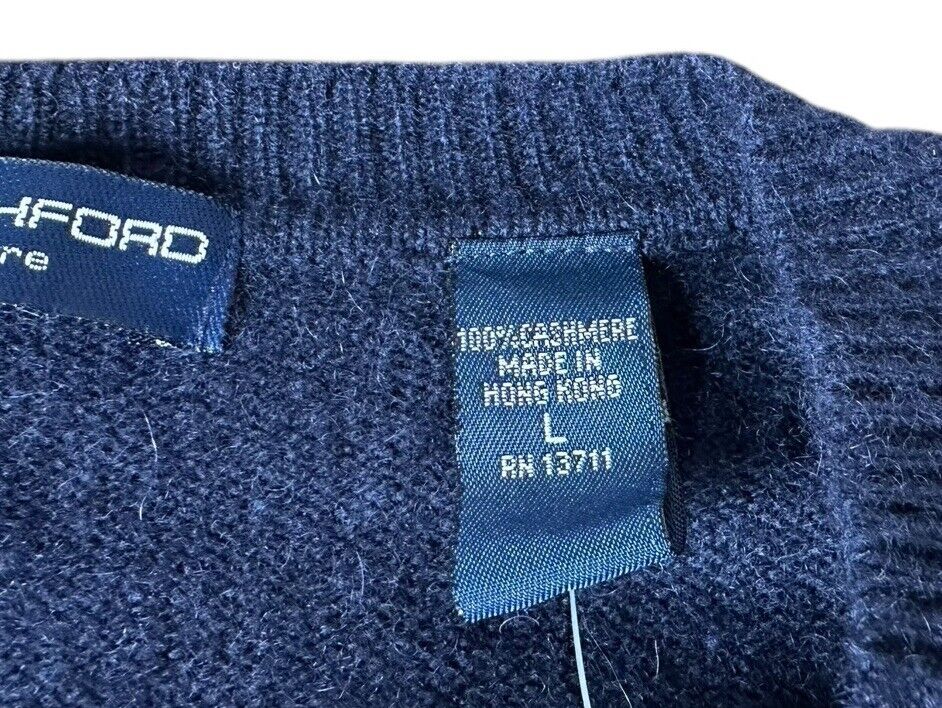 HFORD
re
100% CASHMERE
MADE IN
HONG KONG
L
RN 13711